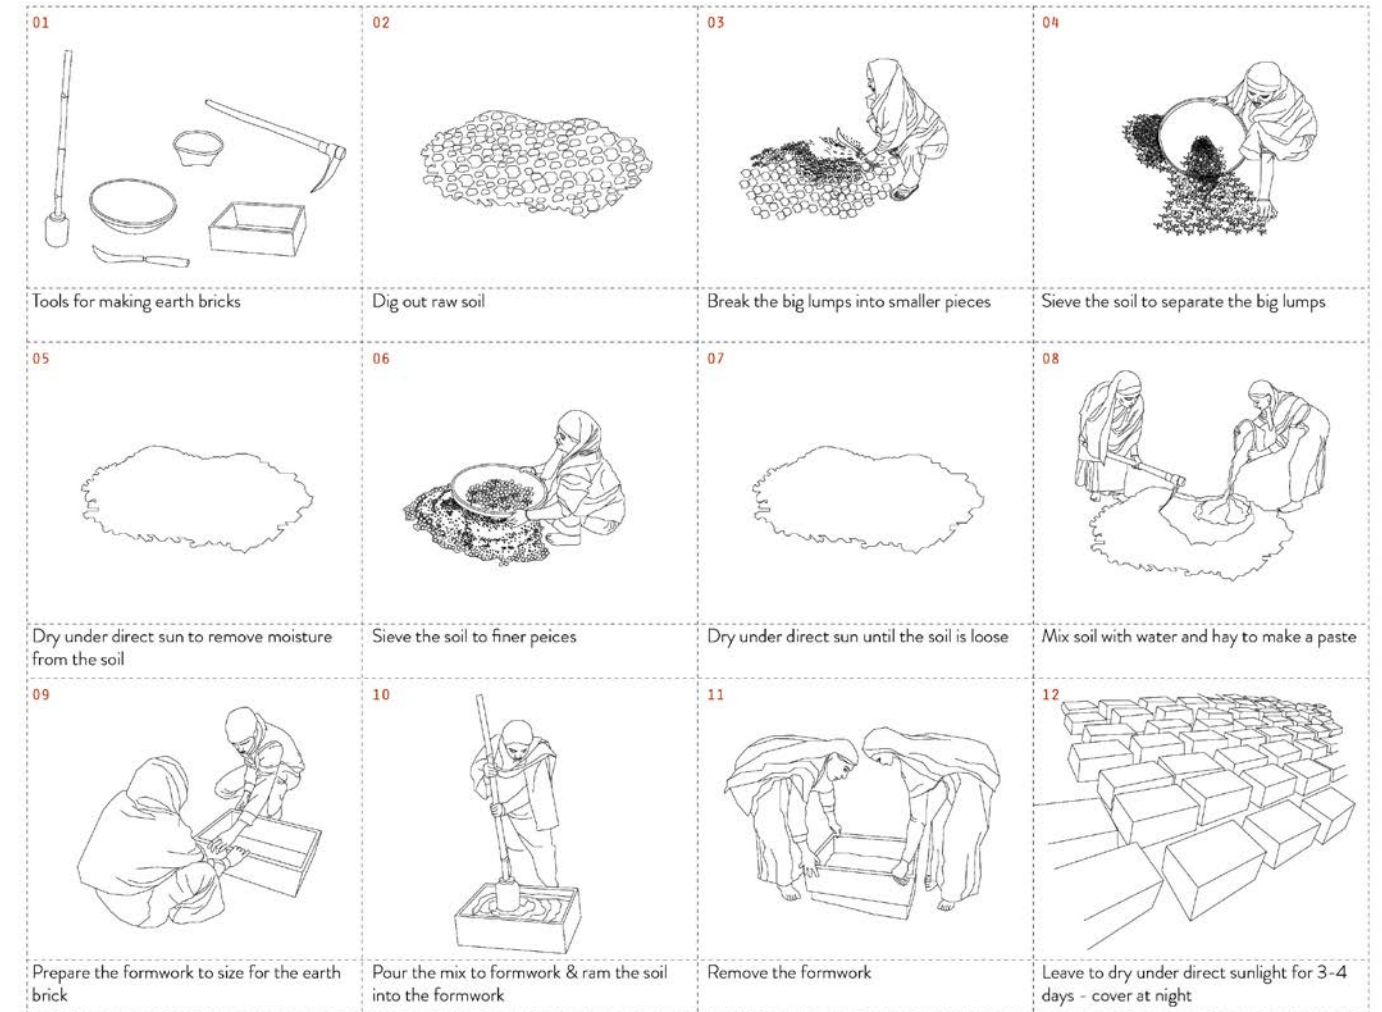 01
02
03
04
Tools for making earth bricks
Dig out raw soil
Break the big lumps into smaller pieces
Sieve the soil to separate the big lumps
05
06
07
08
Dry under direct sun to remove moisture
from the soil
Sieve the soil to finer peices
Dry under direct sun until the soil is loose
Mix soil with water and hay to make a paste
09
10
11
12
Prepare the formwork to size for the earth
brick
Pour the mix to formwork & ram the soil
into the formwork
Remove the formwork
Leave to dry under direct sunlight for 3-4
days - cover at night